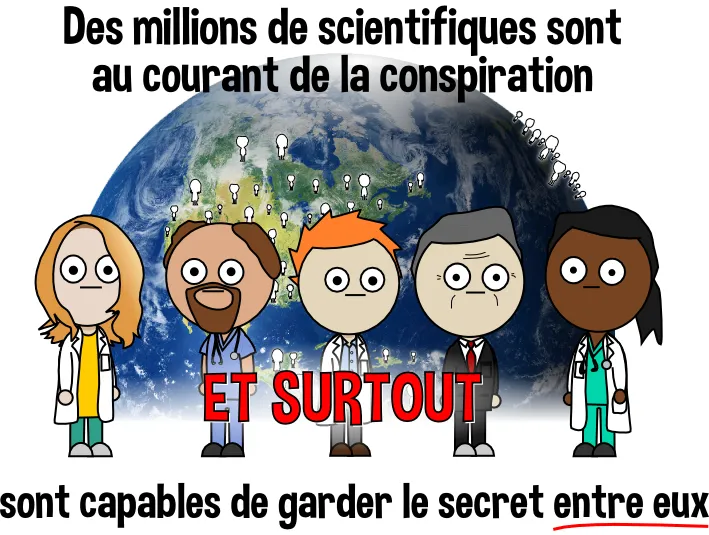 Des millions de scientifiques sont
au courant de la conspiration
ET SURTOUT
sont capables de garder le secret entre eux